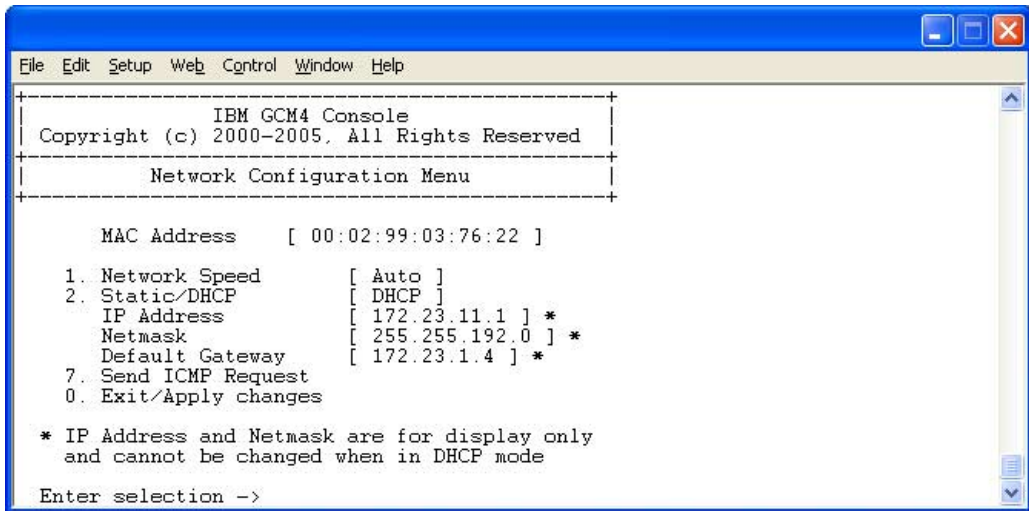 File Edit Setup Web Control Window Help
IBM GCM4 Console
Copyright (c) 2000-2005, All Rights Reserved
Network Configuration Menu
MAC Address [ 00:02:99:03:76:22 ]
1. Network Speed [ Auto ]
2. Static/DHCP [ DHCP ]
IP Address [ 172.23.11.1 ] *
Netmask [ 255.255.192.0 ] *
Default Gateway [ 172.23.1.4 ] *
7. Send ICMP Request
0. Exit/Apply changes
* IP Address and Netmask are for display only
and cannot be changed when in DHCP mode
Enter selection ->